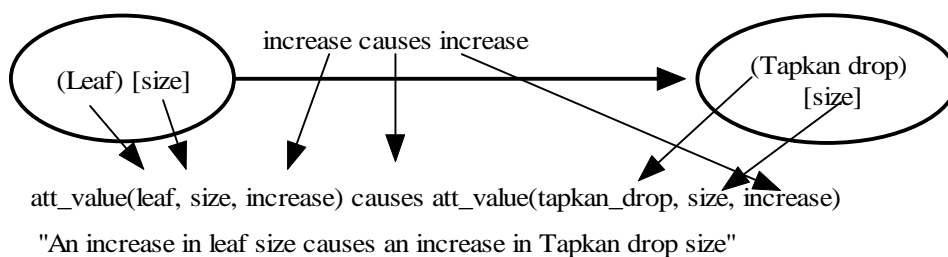 increase causes increase
(Leaf) [size]
(Tapkan drop)
[size]
att_value(leaf, size, increase) causes att_value(tapkan_drop, size, increase)
"An increase in leaf size causes an increase in Tapkan drop size"